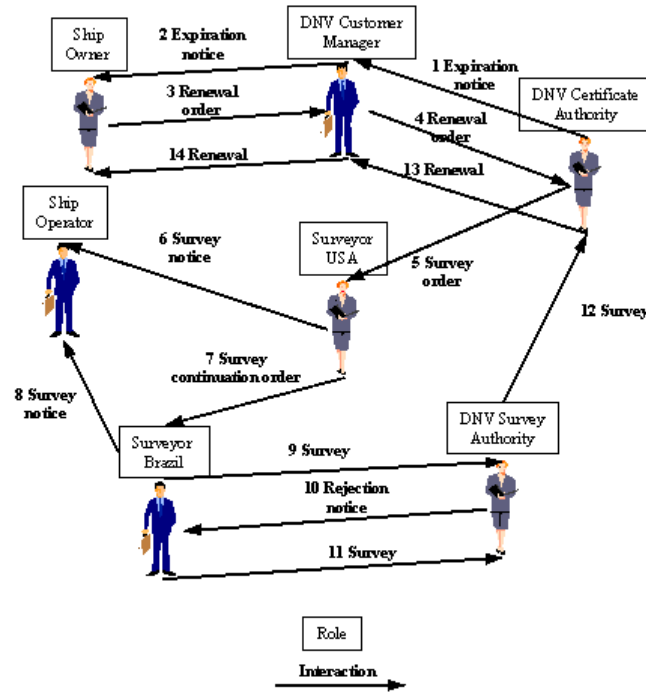 Ship
Owner
2 Expiration
notice
DNV Customer
Manager
1 Expiration
notice
3 Renewal
order
4 Renewal
order
DNV Certificate
Authority
14 Renewal
13 Renewal
Ship
Operator
6 Survey
notice
Surveyor
USA
5 Survey
order
12 Survey
7 Survey
continuation order
8 Survey
notice
Surveyor
Brazil
9 Survey
DNV Survey
Authority
10 Rejection
notice
11 Survey
Role
Interaction